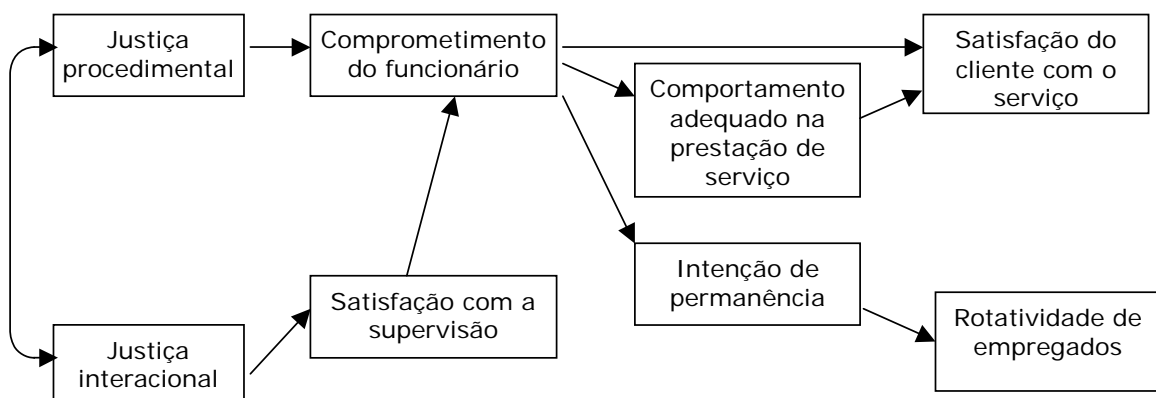 Justiça
procedimental
Comprometimento
do funcionário
Satisfação do
cliente com o
serviço
Comportamento
adequado na
prestação de
serviço
Intenção de
permanência
Satisfação com a
supervisão
Rotatividade de
empregados
Justiça
interacional